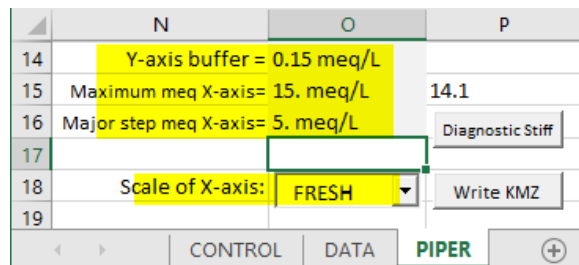 N O P
14 Y-axis buffer = 0.15 meq/L
15 Maximum meq X-axis= 15. meq/L 14.1
16 Major step meq X-axis= 5. meq/L Diagnostic Stiff
17
18 Scale of X-axis: FRESH Write KMZ
19
CONTROL DATA PIPER